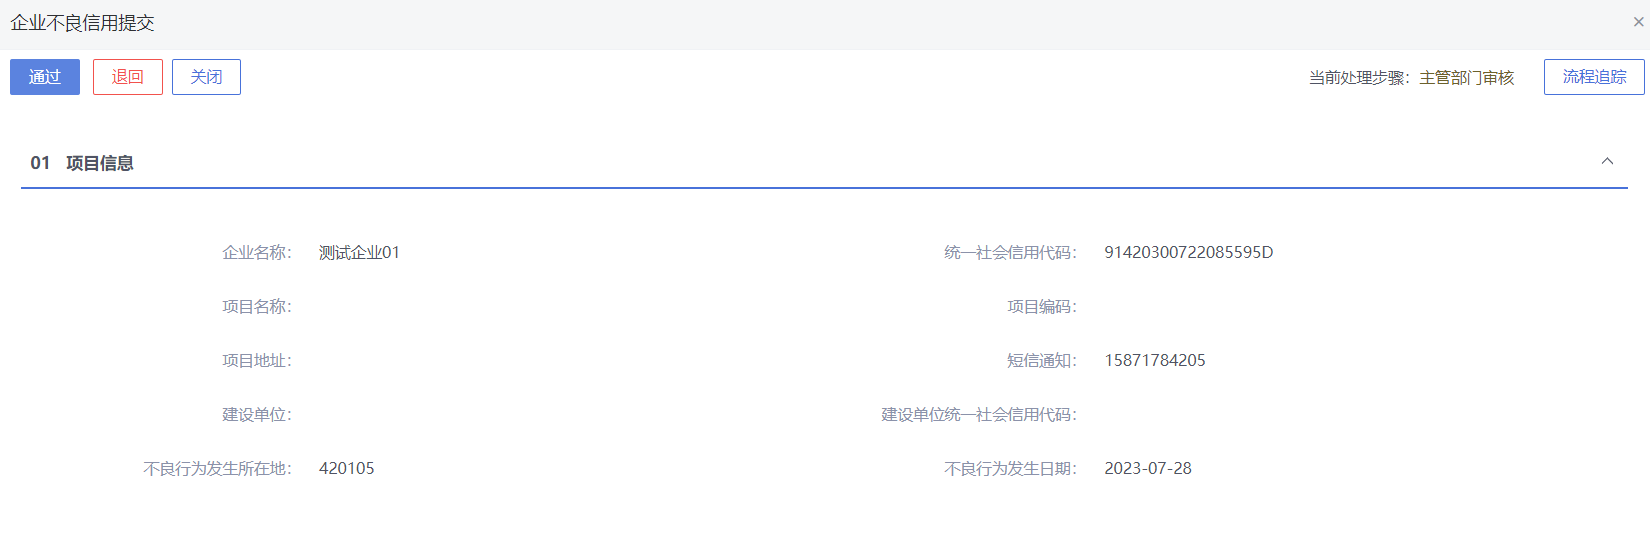 企业不良信用提交 ×
通过 退回 关闭 当前处理步骤：主管部门审核 流程追踪
01 项目信息
企业名称： 测试企业01 统一社会信用代码： 91420300722085595D
项目名称： 项目编码：
项目地址： 短信通知： 15871784205
建设单位： 建设单位统一社会信用代码：
不良行为发生所在地： 420105 不良行为发生日期： 2023-07-28